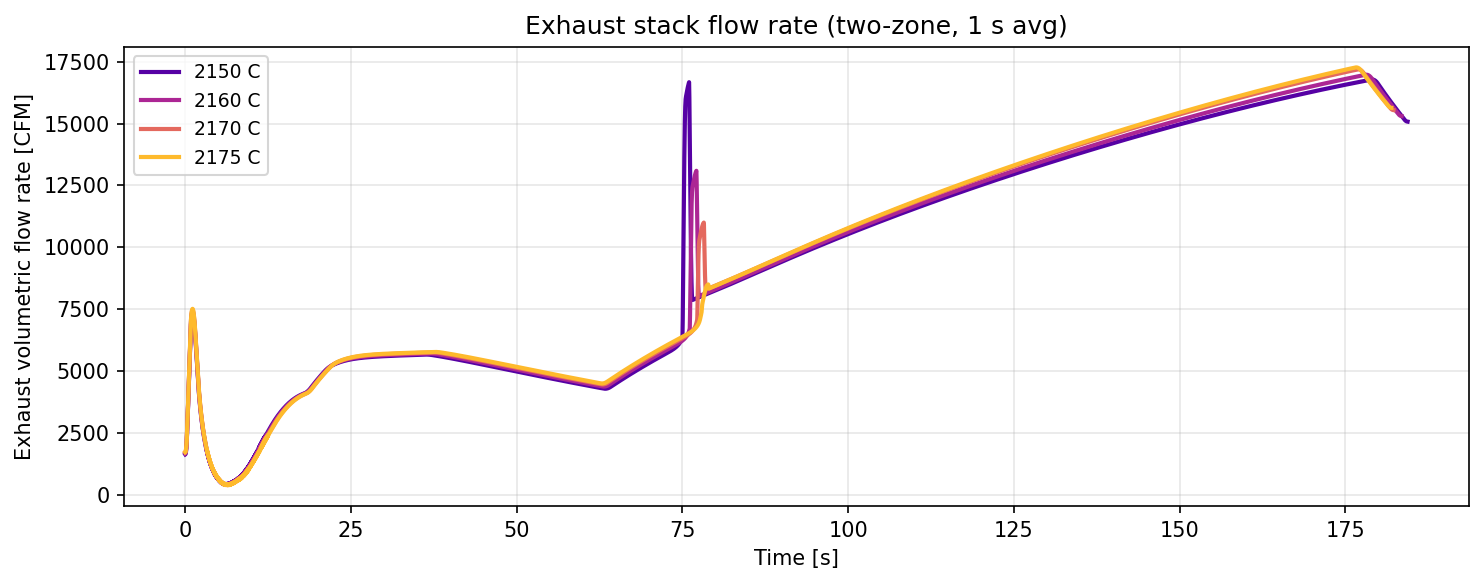 Exhaust stack flow rate (two-zone, 1 s avg)
Exhaust volumetric flow rate [CFM]
17500
15000
12500
10000
7500
5000
2500
0
2150 C
2160 C
2170 C
2175 C
0 25 50 75 100 125 150 175
Time [s]